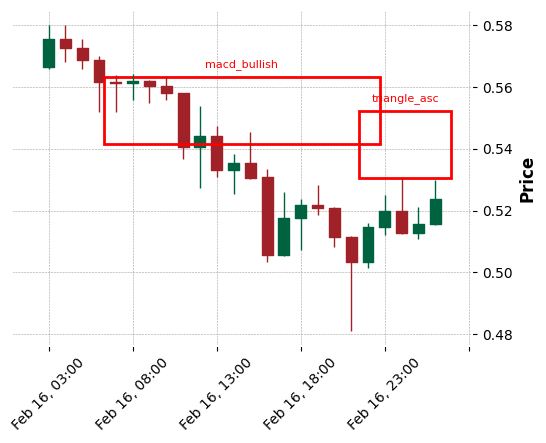 0.58
macd_bullish
0.56
triangle_asc
0.54
Price
0.52
0.50
0.48
Feb 16, 03:00
Feb 16, 08:00
Feb 16, 13:00
Feb 16, 18:00
Feb 16, 23:00